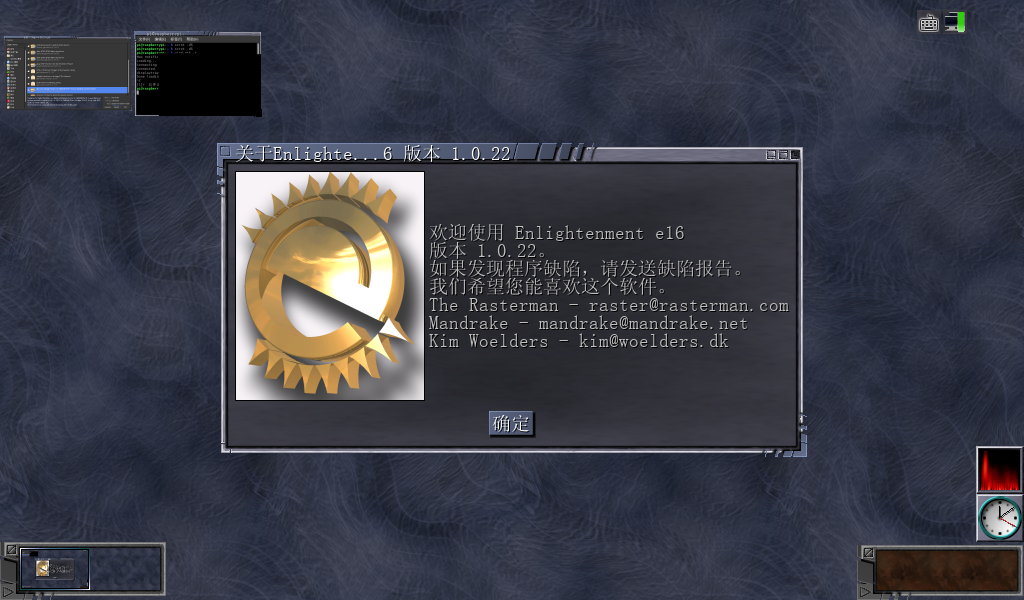 关于Enlighte...6 版本 1.0.22
欢迎使用 Enlightenment e16
版本 1.0.22。
如果发现程序缺陷，请发送缺陷报告。
我们希望您能喜欢这个软件。
The Rasterman - raster@rasterman.com
Mandrake - mandrake@mandrake.net
Kim Woelders - kim@woelders.dk
确定